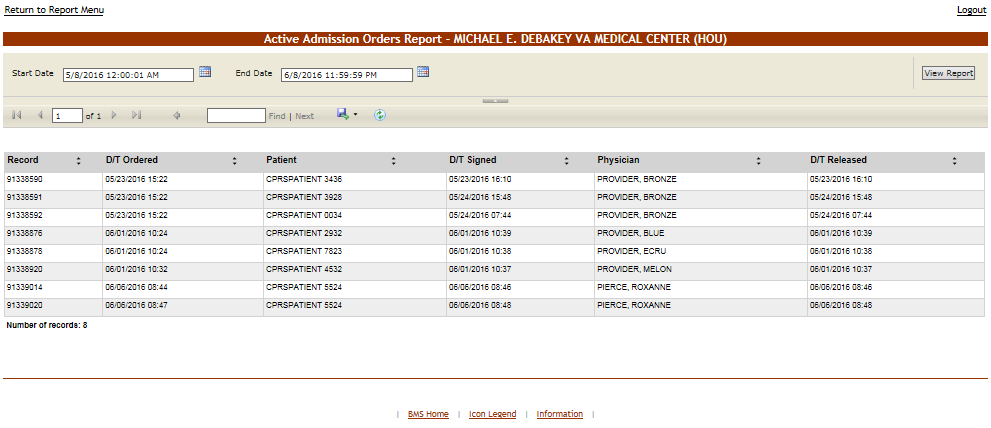 Return to Report Menu Logout
Active Admission Orders Report - MICHAEL E. DEBAKEY VA MEDICAL CENTER (HOU)
Start Date 5/8/2016 12:00:01 AM End Date 6/8/2016 11:59:59 PM View Report
1 of 1 Find | Next
Record D/T Ordered Patient D/T Signed Physician D/T Released
91338590 05/23/2016 15:22 CPRSPATIENT 3436 05/23/2016 16:10 PROVIDER, BRONZE 05/23/2016 16:10
91338591 05/23/2016 15:22 CPRSPATIENT 3928 05/24/2016 15:48 PROVIDER, BRONZE 05/24/2016 15:48
91338592 05/23/2016 15:22 CPRSPATIENT 0034 05/24/2016 07:44 PROVIDER, BRONZE 05/24/2016 07:44
91338876 06/01/2016 10:24 CPRSPATIENT 2932 06/01/2016 10:39 PROVIDER, BLUE 06/01/2016 10:39
91338878 06/01/2016 10:24 CPRSPATIENT 7823 06/01/2016 10:38 PROVIDER, ECRU 06/01/2016 10:38
91338920 06/01/2016 10:32 CPRSPATIENT 4532 06/01/2016 10:37 PROVIDER, MELON 06/01/2016 10:37
91339014 06/06/2016 08:44 CPRSPATIENT 5524 06/06/2016 08:46 PIERCE, ROXANNE 06/06/2016 08:46
91339020 06/06/2016 08:47 CPRSPATIENT 5524 06/06/2016 08:48 PIERCE, ROXANNE 06/06/2016 08:48
Number of records: 8
| BMS Home | Icon Legend | Information |